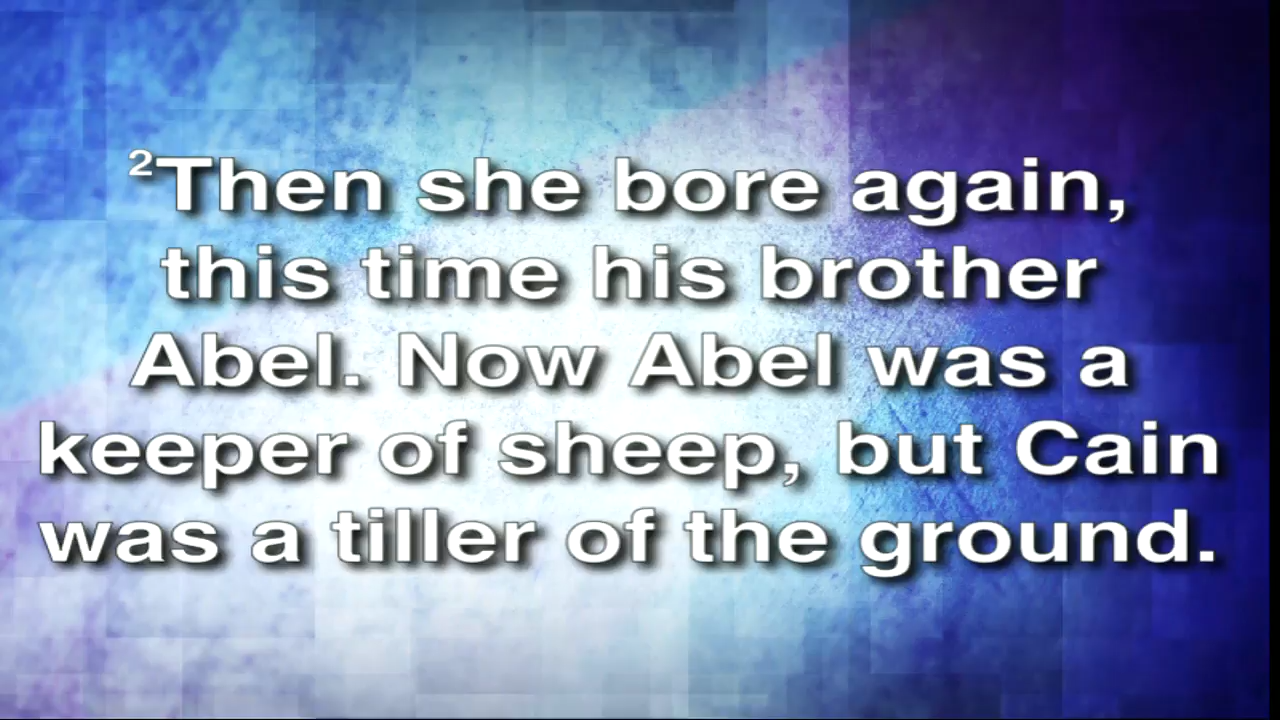 ²Then she bore again,
this time his brother
Abel. Now Abel was a
keeper of sheep, but Cain
was a tiller of the ground.